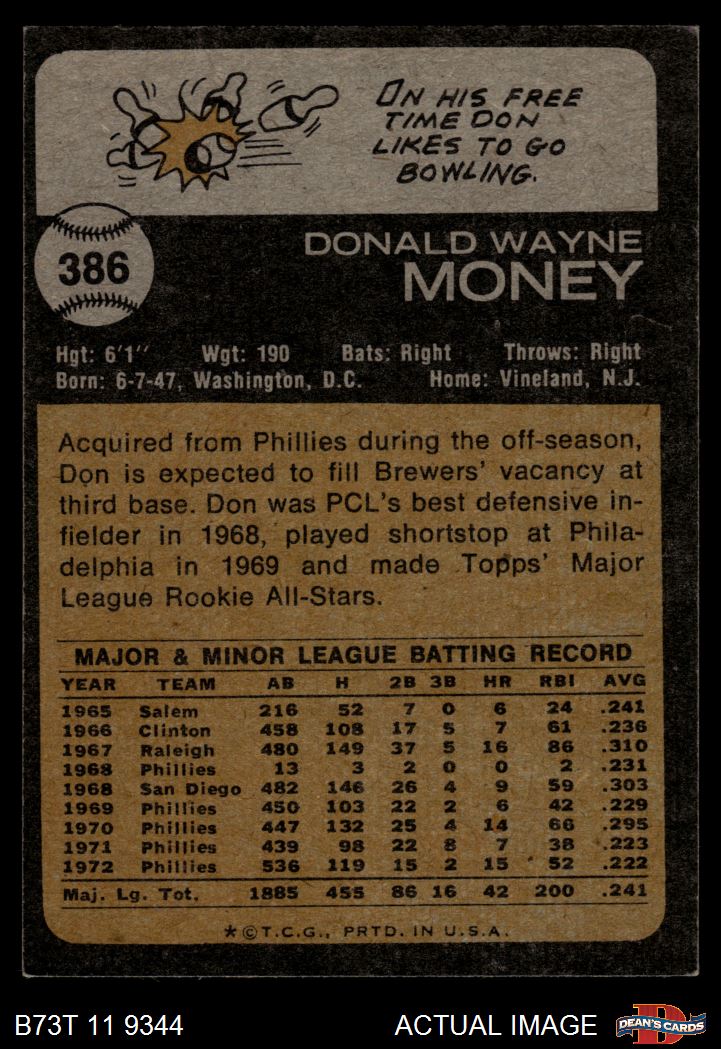 ON HIS FREE
TIME DON
LIKES TO GO
BOWLING.
386
DONALD WAYNE
MONEY
Hgt: 6'1'' Wgt: 190 Bats: Right Throws: Right
Born: 6-7-47, Washington, D.C. Home: Vineland, N.J.
Acquired from Phillies during the off-season,
Don is expected to fill Brewers' vacancy at
third base. Don was PCL's best defensive in-
fielder in 1968, played shortstop at Phila-
delphia in 1969 and made Topps' Major
League Rookie All-Stars.
MAJOR & MINOR LEAGUE BATTING RECORD
YEAR TEAM AB H 2B 3B HR RBI AVG
1965 Salem 216 52 7 0 6 24 .241
1966 Clinton 458 108 17 5 7 61 .236
1967 Raleigh 480 149 37 5 16 86 .310
1968 Phillies 13 3 2 0 0 2 .231
1968 San Diego 482 146 26 4 9 59 .303
1969 Phillies 450 103 22 2 6 42 .229
1970 Phillies 447 132 25 4 14 66 .295
1971 Phillies 439 98 22 8 7 38 .223
1972 Phillies 536 119 15 2 15 52 .222
Maj. Lg. Tot. 1885 455 86 16 42 200 .241
*©T.C.G., PRTD. IN U.S.A.
B73T 11 9344 ACTUAL IMAGE D DEAN'S CARDS